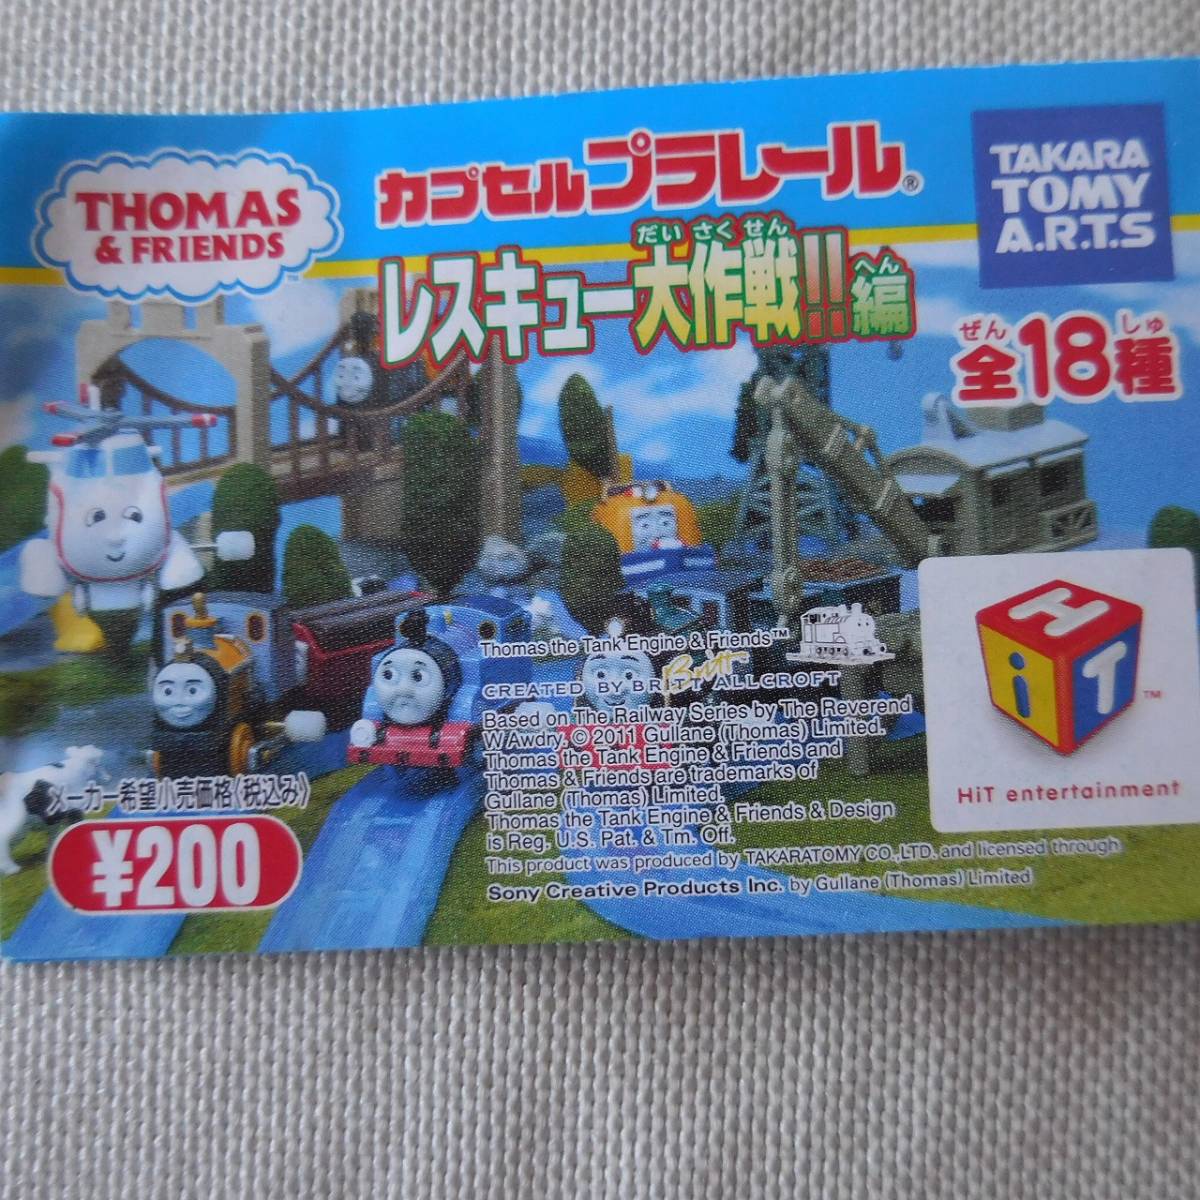 THOMAS
& FRIENDS™
カプセルプラレール®
だいさくせん
レスキュー大作戦!!編
へん
TAKARA
TOMY
A.R.T.S
ぜん しゅ
全18種
Thomas the Tank Engine & Friends™
Britt
CREATED BY BRITT ALLCROFT
Based on The Railway Series by The Reverend
W Awdry. © 2011 Gullane (Thomas) Limited.
Thomas the Tank Engine & Friends and
Thomas & Friends are trademarks of
Gullane (Thomas) Limited.
Thomas the Tank Engine & Friends & Design
is Reg. U.S. Pat. & Tm. Off.
This product was produced by TAKARATOMY CO.,LTD. and licensed through
Sony Creative Products Inc. by Gullane (Thomas) Limited
HiT™
HiT entertainment
メーカー希望小売価格(税込み)
¥200